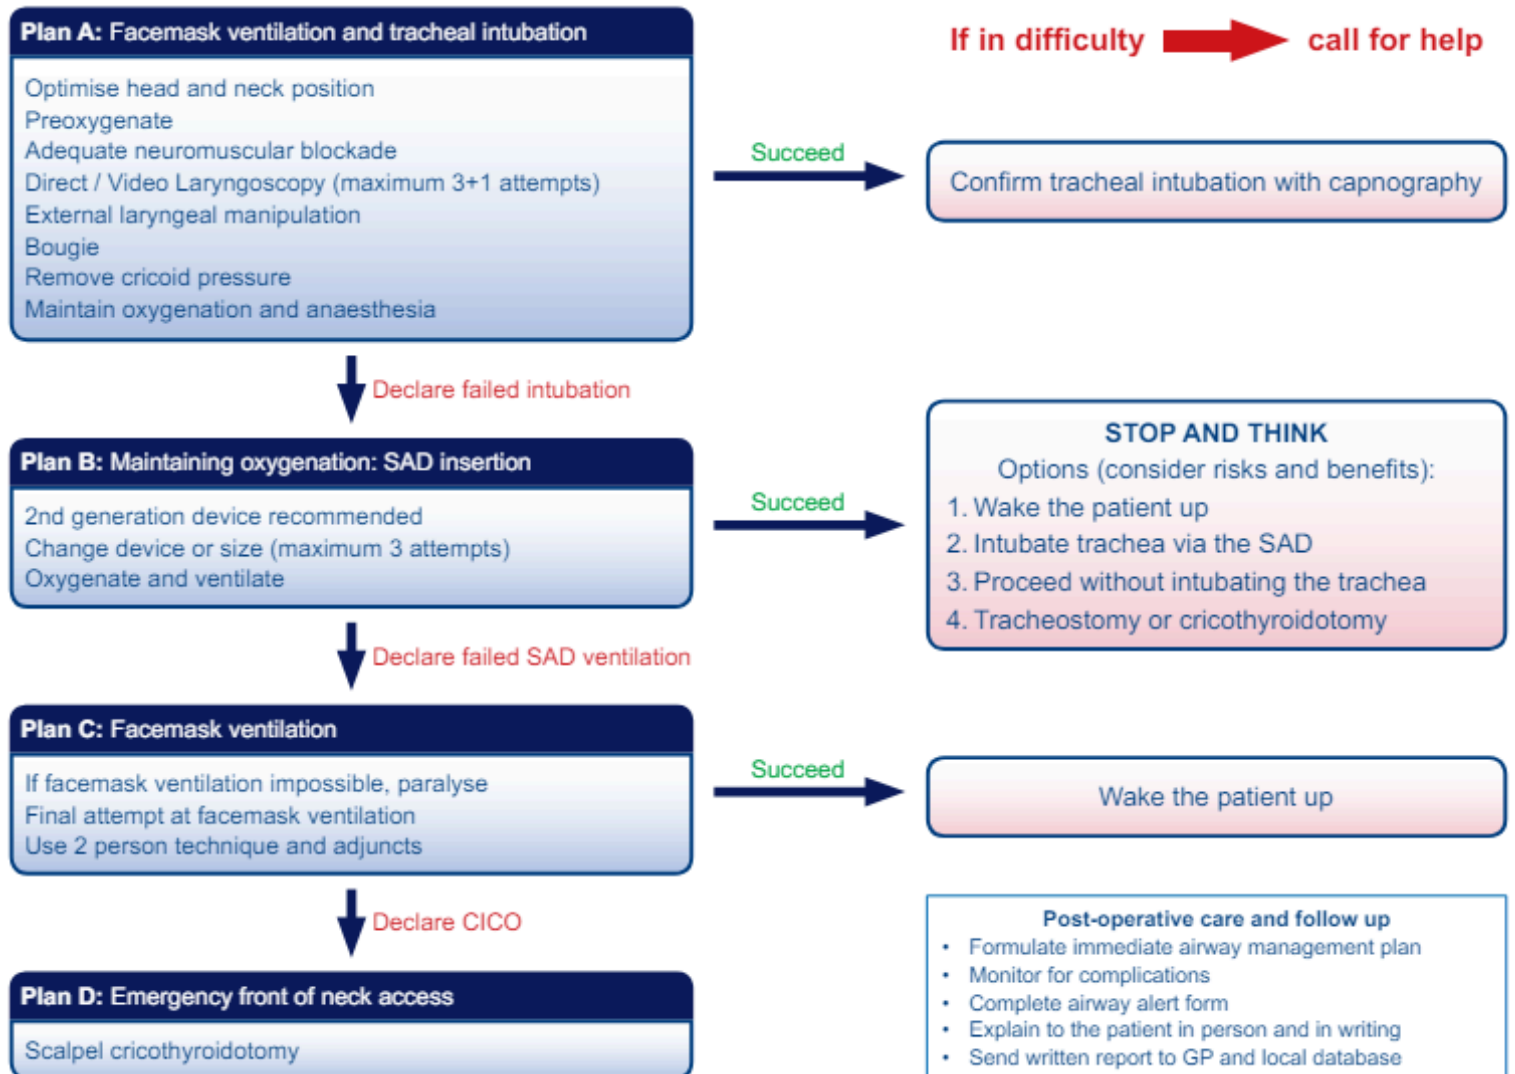 Plan A: Facemask ventilation and tracheal intubation
Optimise head and neck position
Preoxygenate
Adequate neuromuscular blockade
Direct / Video Laryngoscopy (maximum 3+1 attempts)
External laryngeal manipulation
Bougie
Remove cricoid pressure
Maintain oxygenation and anaesthesia
If in difficulty
call for help
Succeed
Confirm tracheal intubation with capnography
Declare failed intubation
Plan B: Maintaining oxygenation: SAD insertion
2nd generation device recommended
Change device or size (maximum 3 attempts)
Oxygenate and ventilate
Succeed
STOP AND THINK
Options (consider risks and benefits):
1. Wake the patient up
2. Intubate trachea via the SAD
3. Proceed without intubating the trachea
4. Tracheostomy or cricothyroidotomy
Declare failed SAD ventilation
Plan C: Facemask ventilation
If facemask ventilation impossible, paralyse
Final attempt at facemask ventilation
Use 2 person technique and adjuncts
Succeed
Wake the patient up
Declare CICO
Plan D: Emergency front of neck access
Scalpel cricothyroidotomy
Post-operative care and follow up
• Formulate immediate airway management plan
• Monitor for complications
• Complete airway alert form
• Explain to the patient in person and in writing
• Send written report to GP and local database